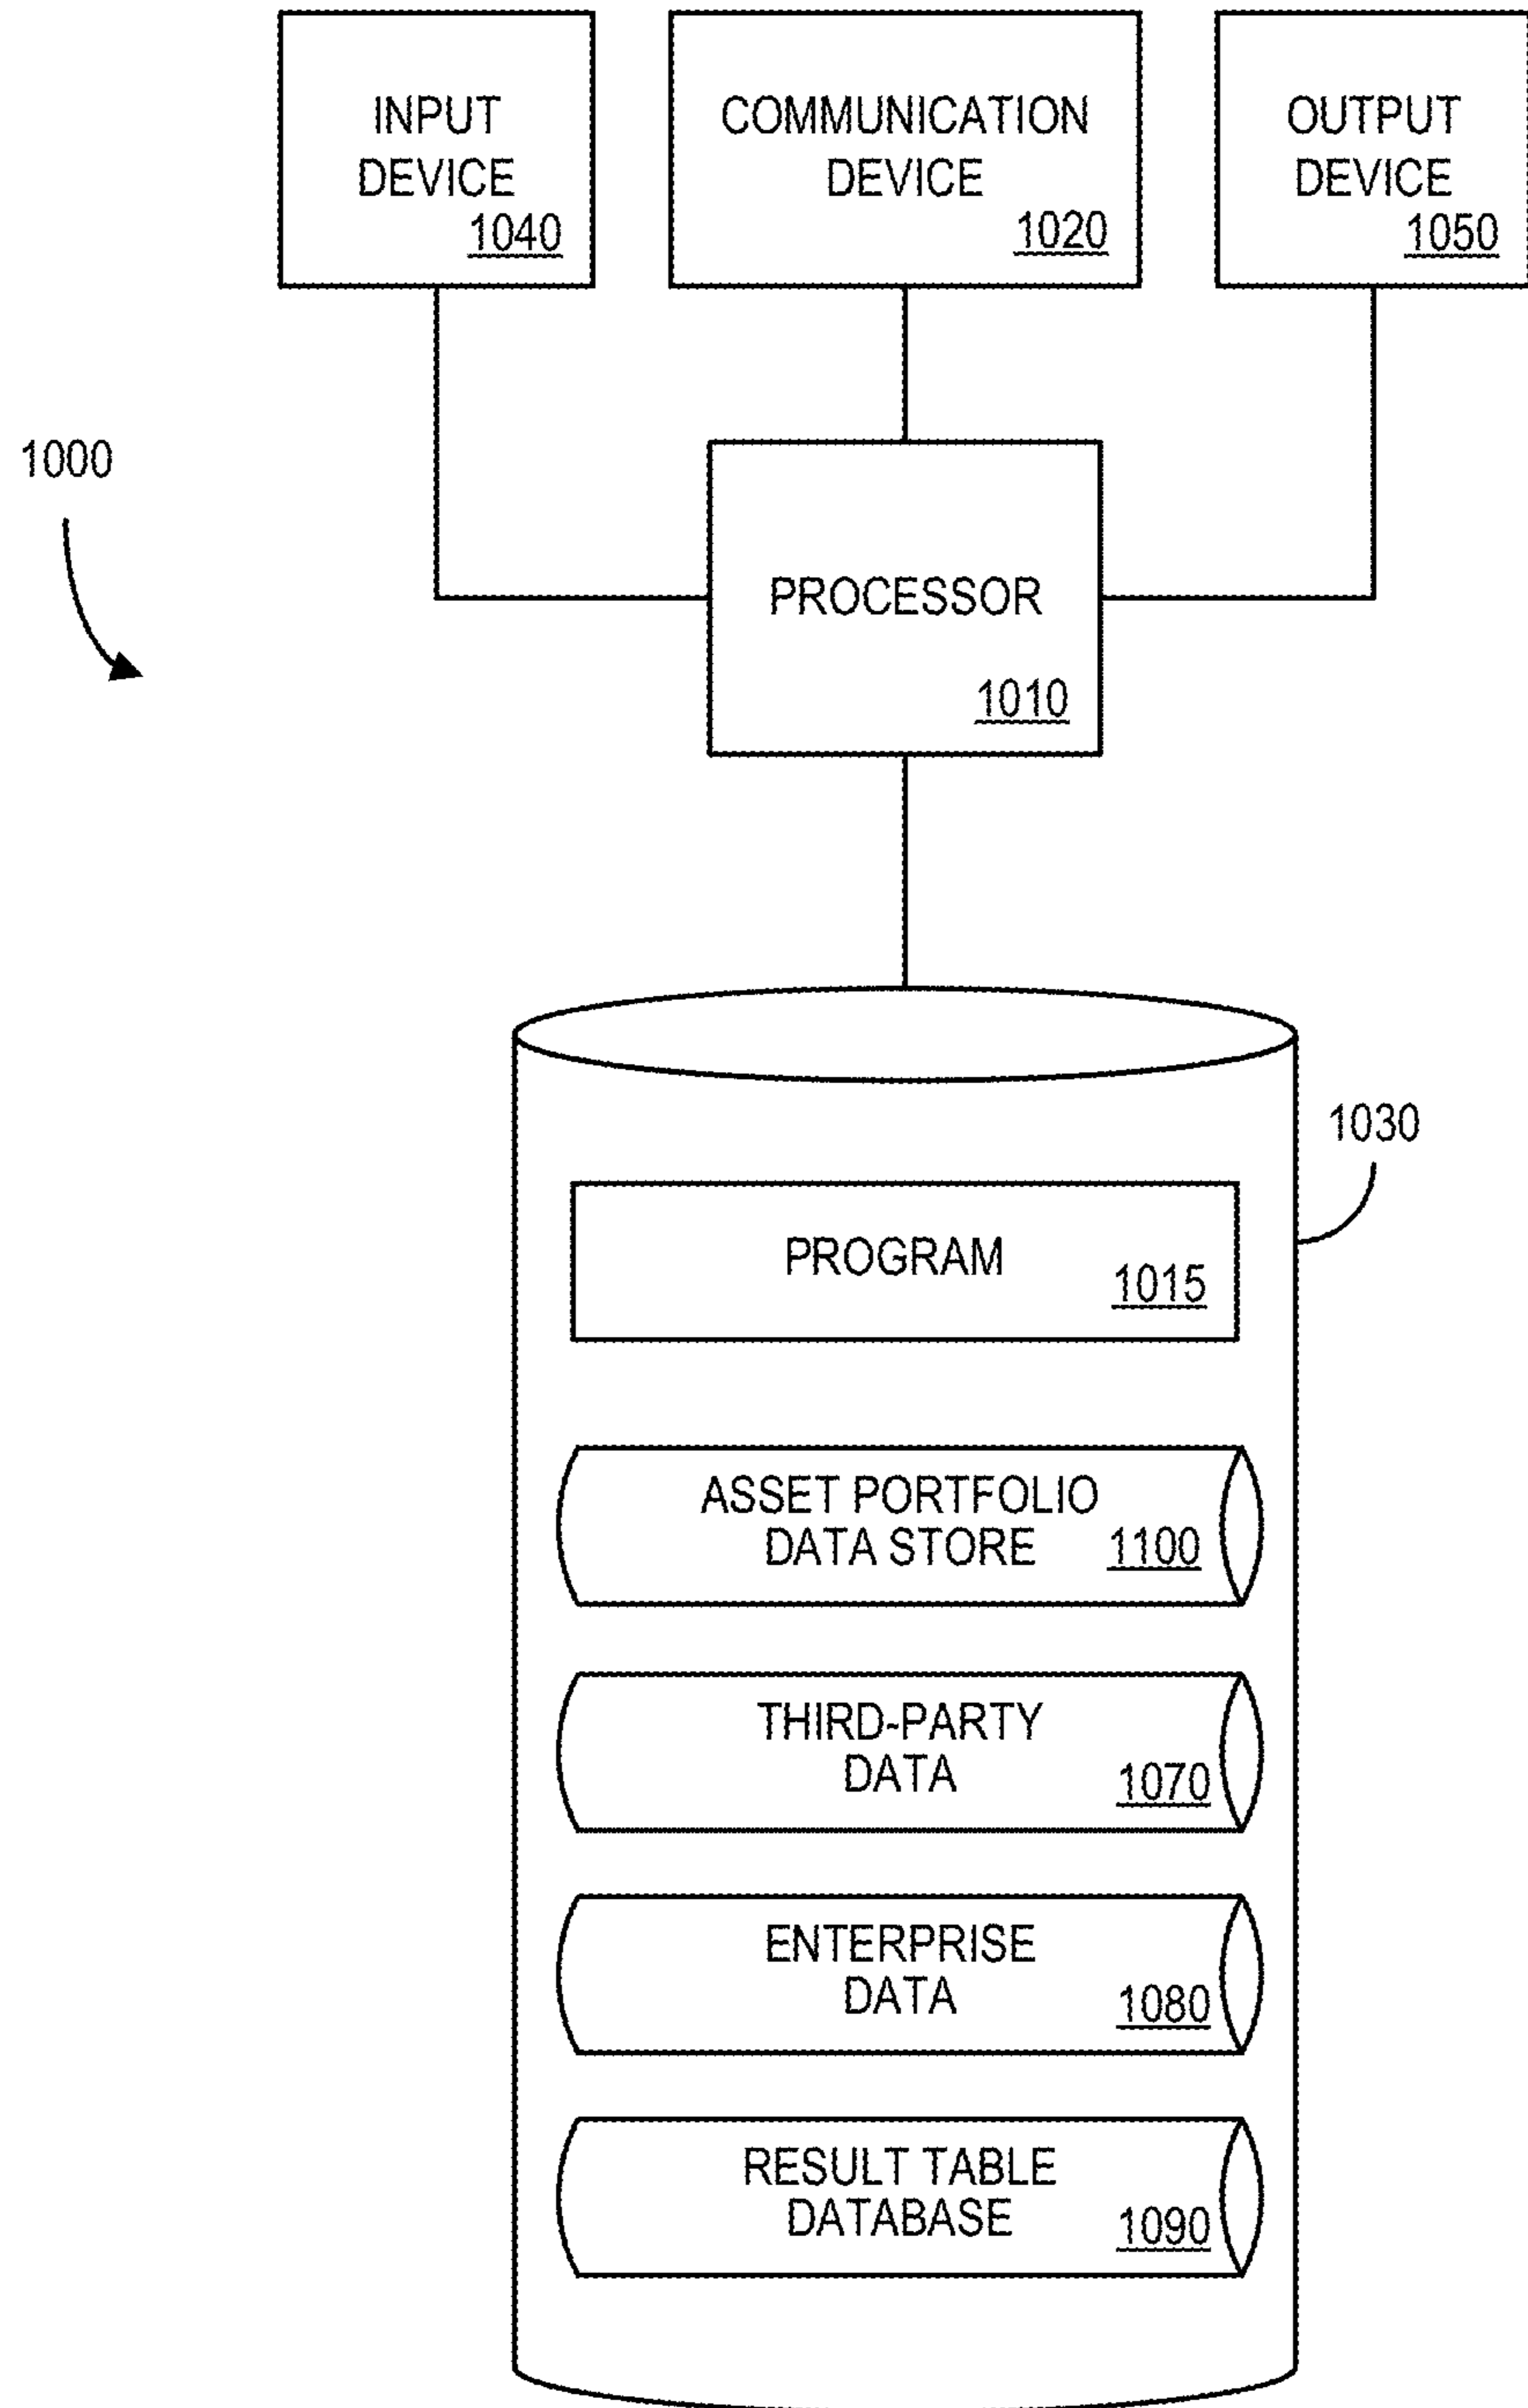 INPUT
DEVICE
1040
COMMUNICATION
DEVICE
1020
OUTPUT
DEVICE
1050
1000
PROCESSOR
1010
1030
PROGRAM
1015
ASSET PORTFOLIO
DATA STORE
1100
THIRD-PARTY
DATA
1070
ENTERPRISE
DATA
1080
RESULT TABLE
DATABASE
1090